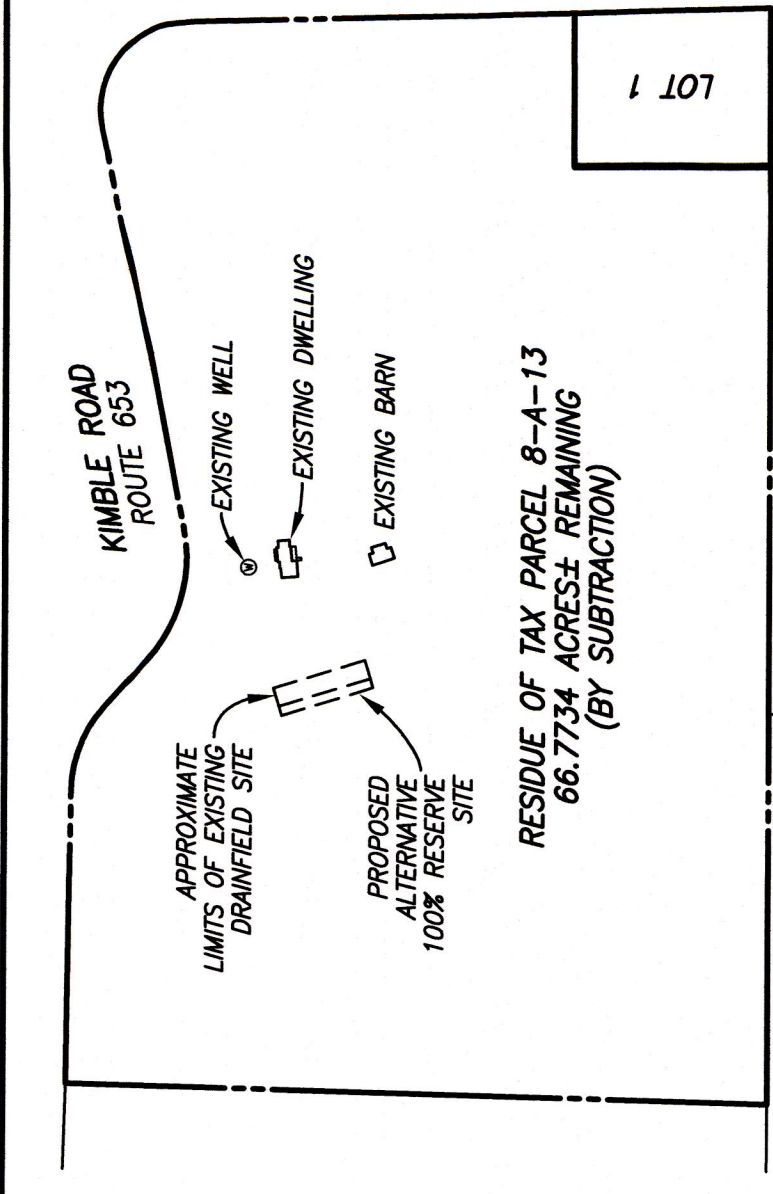 KIMBLE ROAD
ROUTE 653
EXISTING WELL
W
EXISTING DWELLING
EXISTING BARN
APPROXIMATE
LIMITS OF EXISTING
DRAINFIELD SITE
PROPOSED
ALTERNATIVE
100% RESERVE
SITE
RESIDUE OF TAX PARCEL 8-A-13
66.7734 ACRES± REMAINING
(BY SUBTRACTION)
LOT 1